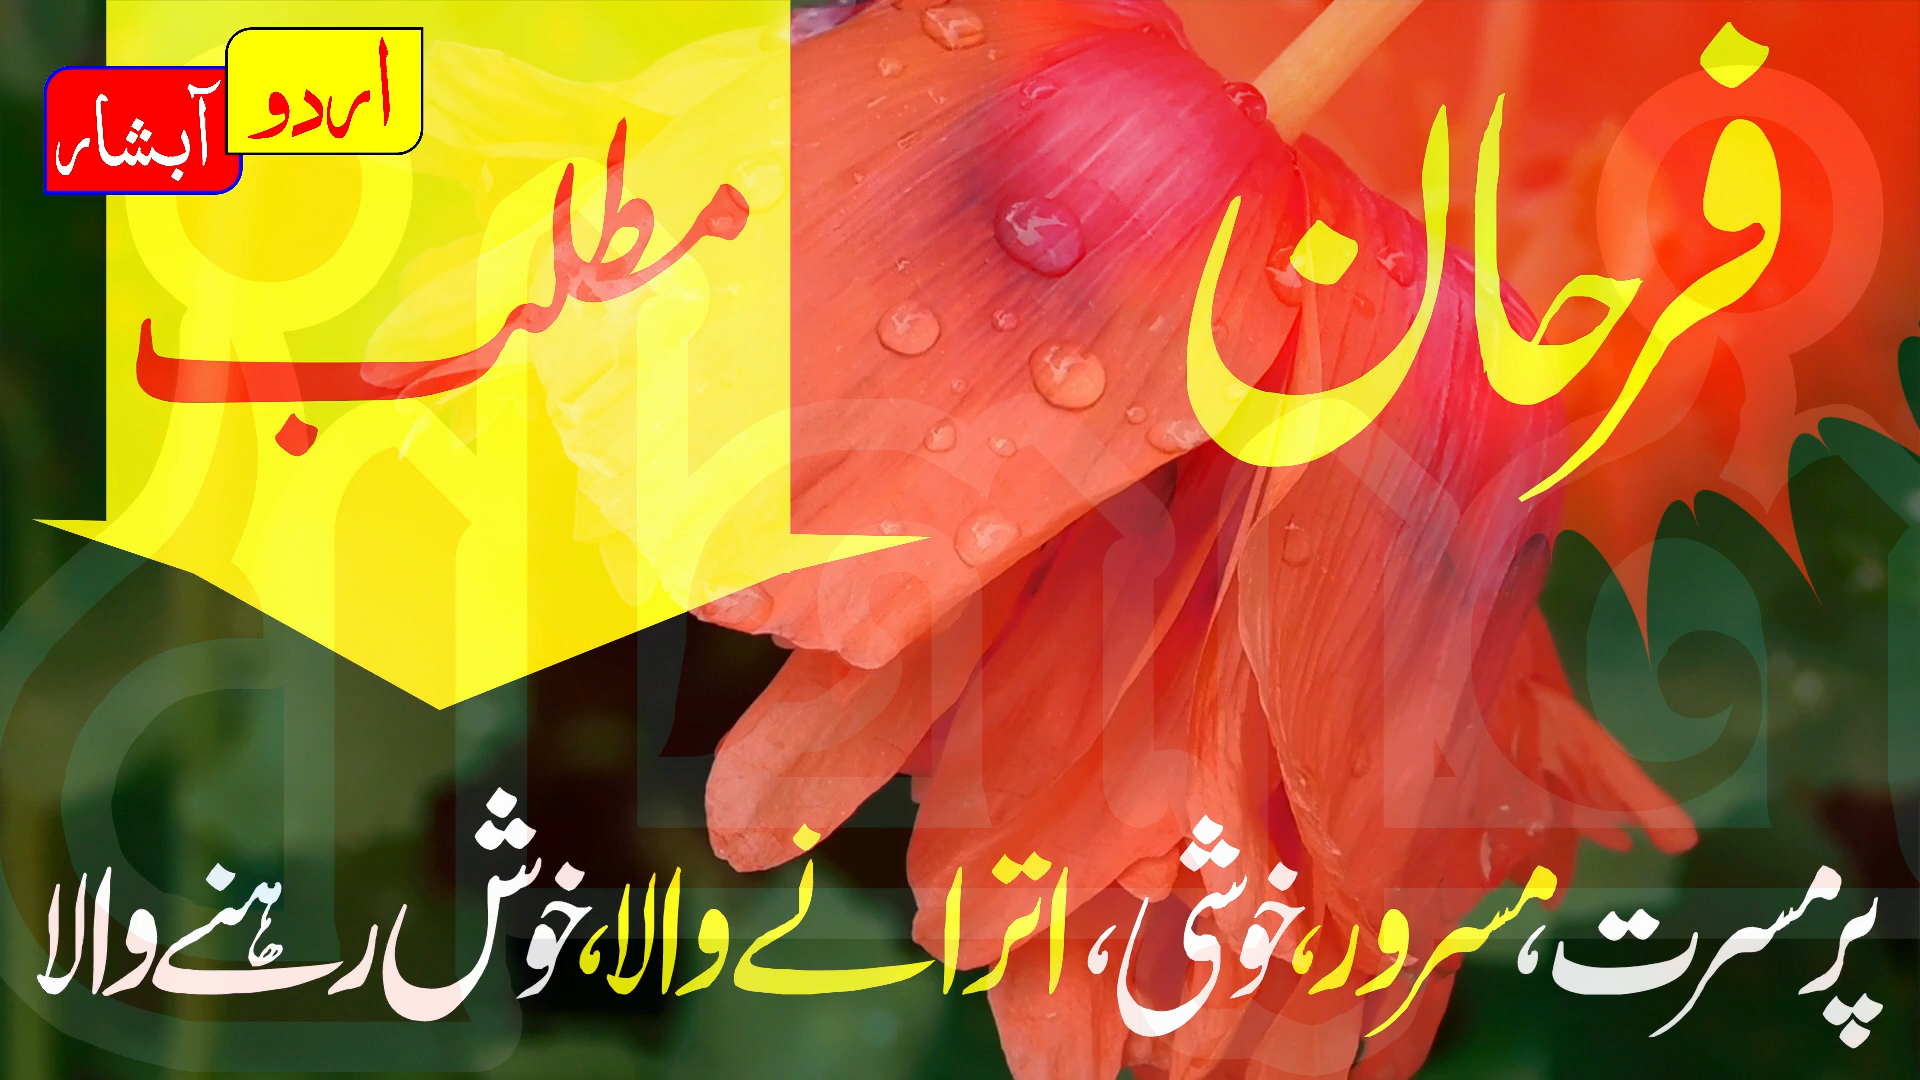 اردو
آبشار
فرحان
مطلب
پرمسرت، مسرور، خوشی، اترانے والا، خوش رہنے والا